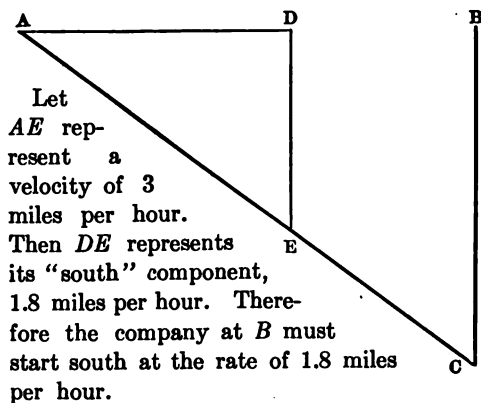 A D B
Let
AE rep-
resent a
velocity of 3
miles per hour.
Then DE represents
E
its “south” component,
1.8 miles per hour. There-
fore the company at B must
start south at the rate of 1.8 miles
C
per hour.